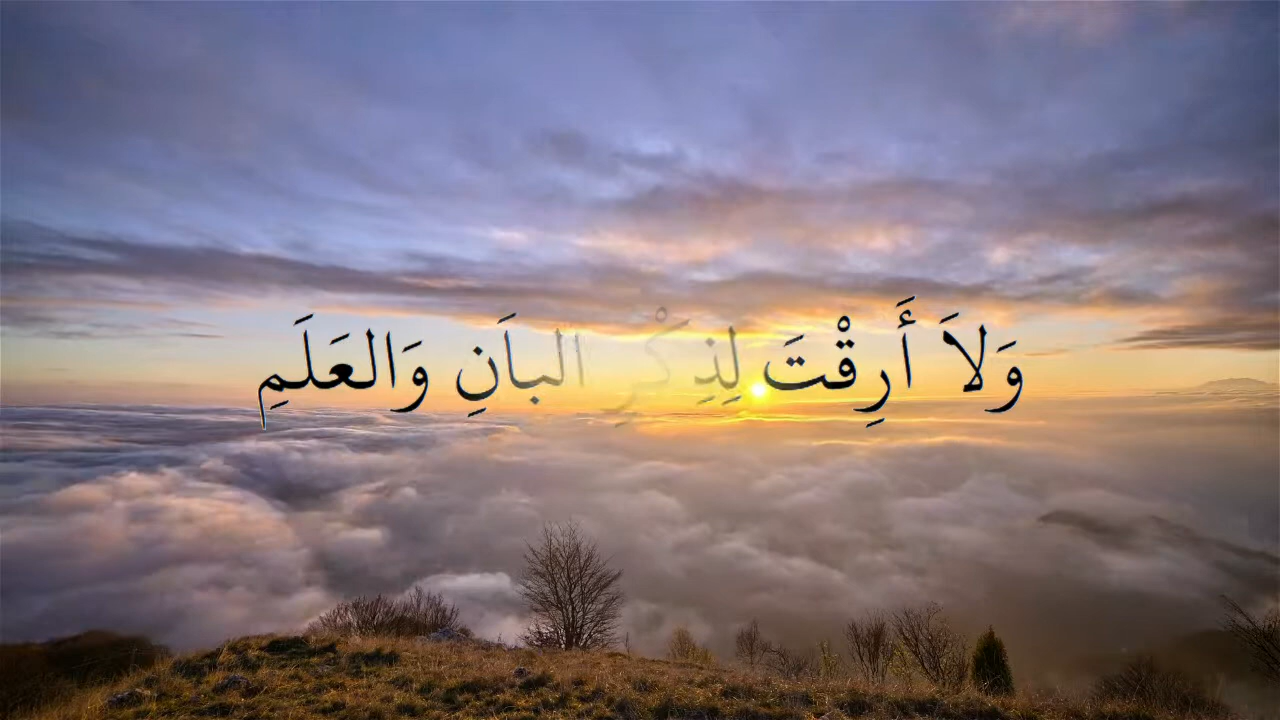 وَلاَ أَرِقْتَ لِذِكْرِ البَانِ وَالعَلَمِ